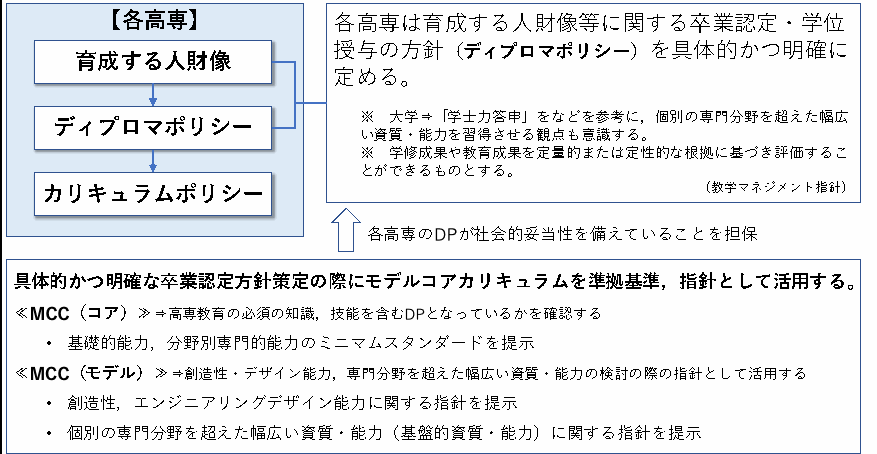 【各高専】
育成する人財像
ディプロマポリシー
カリキュラムポリシー
各高専は育成する人財像等に関する卒業認定・学位
授与の方針（ディプロマポリシー）を具体的かつ明確に
定める。
※　大学⇒「学士力答申」をなどを参考に，個別の専門分野を超えた幅広
い資質・能力を習得させる観点も意識する。
※　学修成果や教育成果を定量的または定性的な根拠に基づき評価するこ
とができるものとする。
（教学マネジメント指針）
各高専のDPが社会的妥当性を備えていることを担保
具体的かつ明確な卒業認定方針策定の際にモデルコアカリキュラムを準拠基準，指針として活用する。
≪MCC（コア）≫⇒高専教育の必須の知識，技能を含むDPとなっているかを確認する
・ 基礎的能力，分野別専門的能力のミニマムスタンダードを提示
≪MCC（モデル）≫⇒創造性・デザイン能力，専門分野を超えた幅広い資質・能力の検討の際の指針として活用する
・ 創造性，エンジニアリングデザイン能力に関する指針を提示
・ 個別の専門分野を超えた幅広い資質・能力（基盤的資質・能力）に関する指針を提示